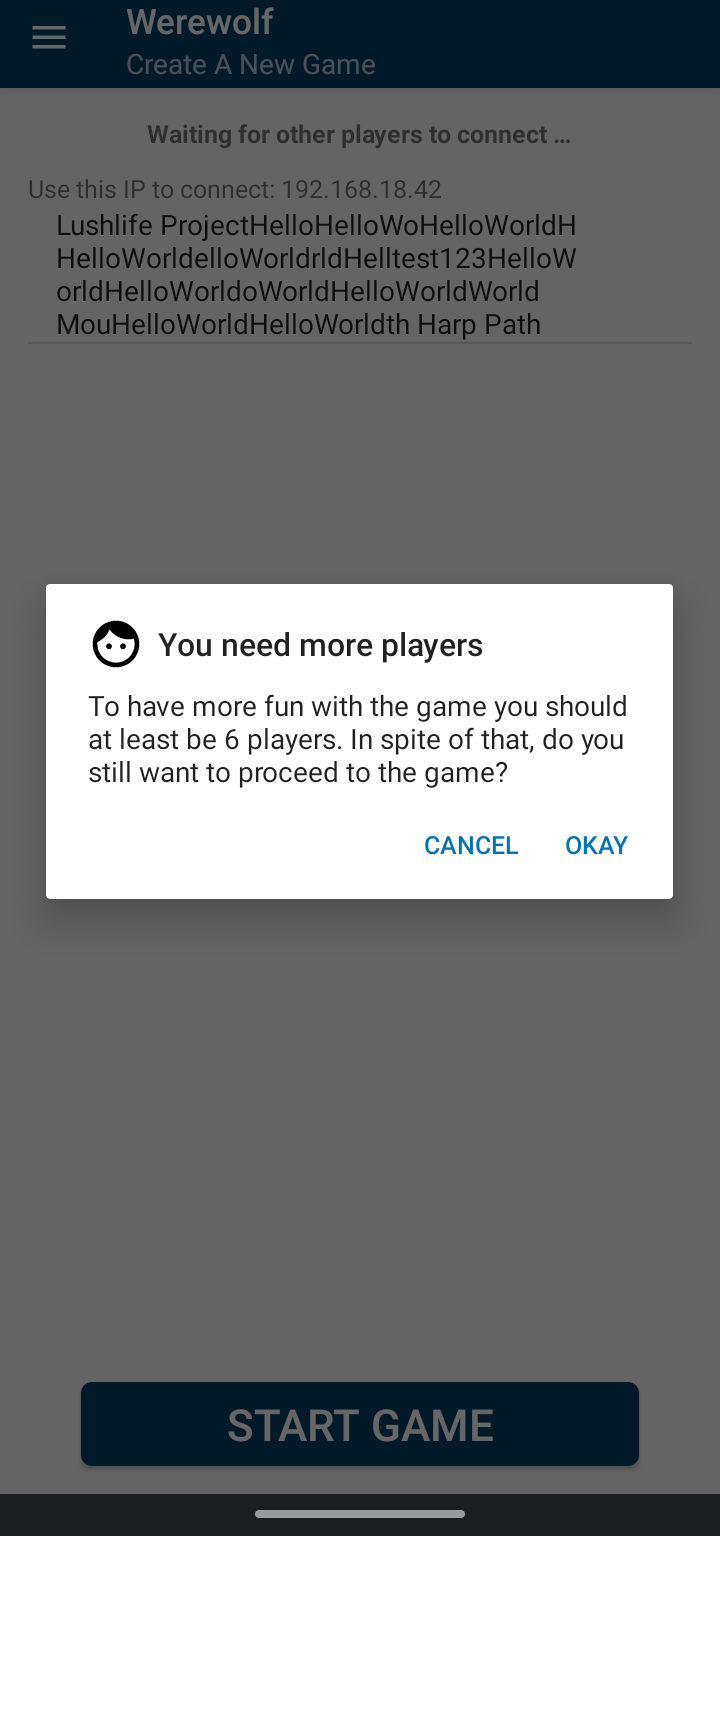 Werewolf
Create A New Game
Waiting for other players to connect ...
Use this IP to connect: 192.168.18.42
Lushlife ProjectHelloHelloWoHelloWorldH
HelloWorldelloWorldrldHelltest123HelloW
orldHelloWorldoWorldHelloWorldWorld
MouHelloWorldHelloWorldth Harp Path
You need more players
To have more fun with the game you should
at least be 6 players. In spite of that, do you
still want to proceed to the game?
CANCEL OKAY
START GAME